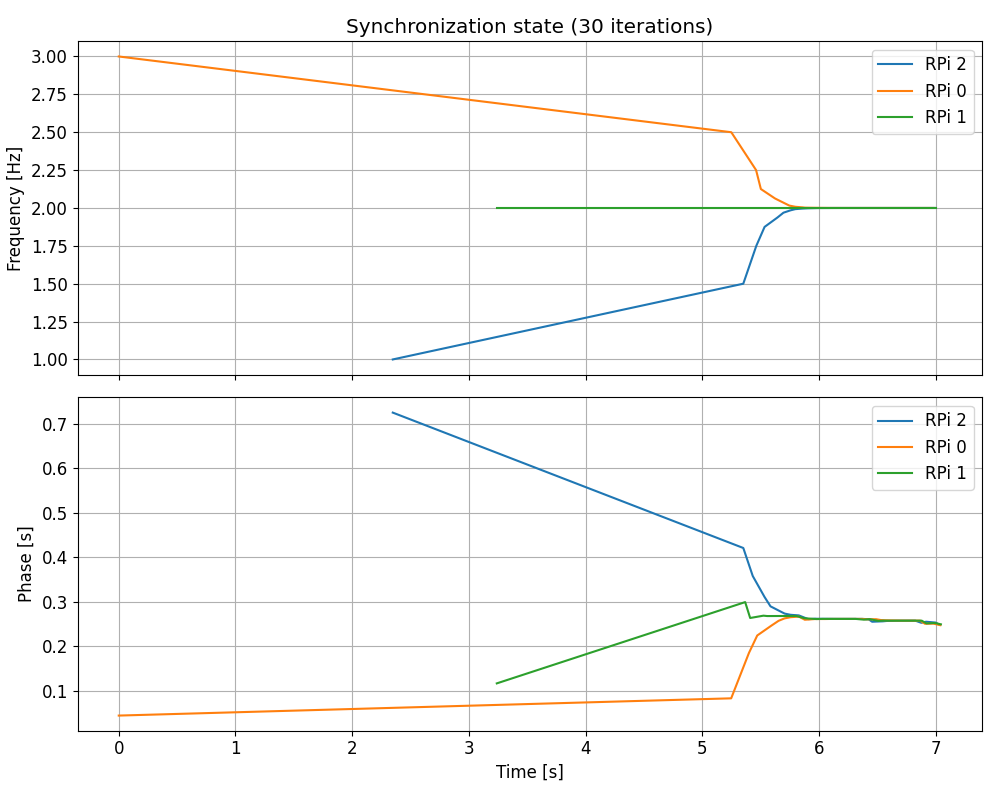 Synchronization state (30 iterations)
Frequency [Hz]
3.00
2.75
2.50
2.25
2.00
1.75
1.50
1.25
1.00
RPi 2
RPi 0
RPi 1
Phase [s]
0.7
0.6
0.5
0.4
0.3
0.2
0.1
RPi 2
RPi 0
RPi 1
0 1 2 3 4 5 6 7
Time [s]